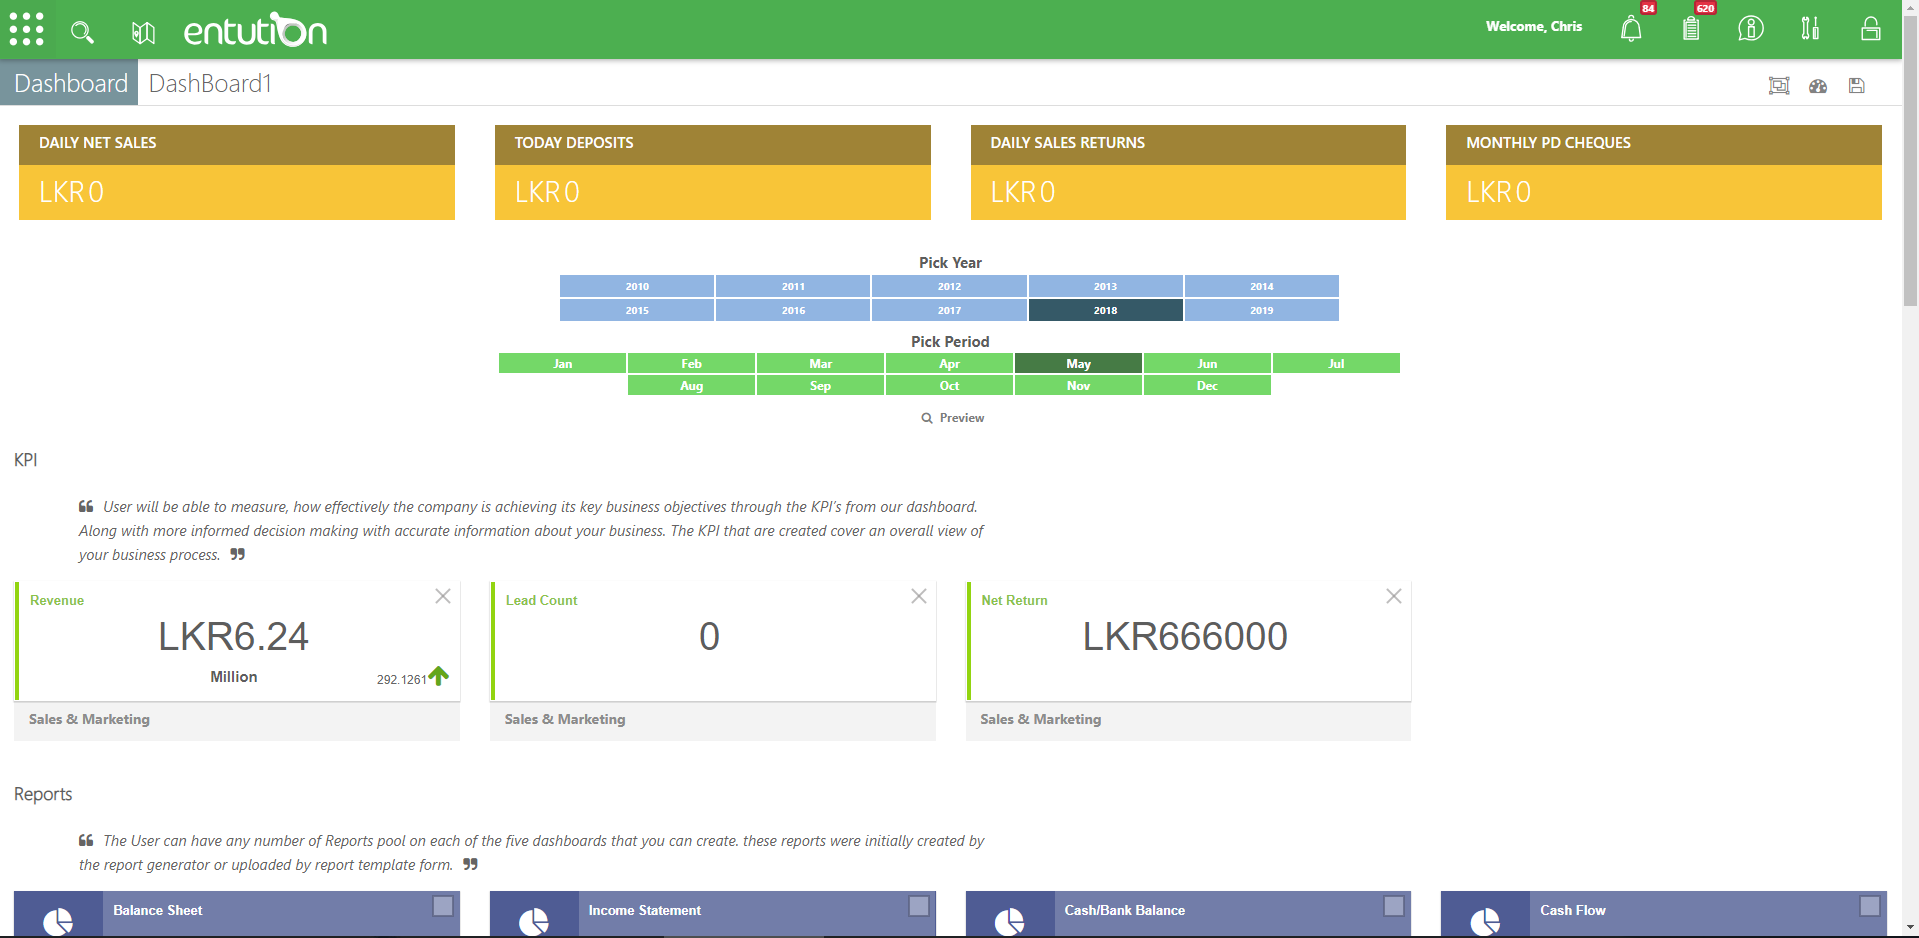 entution
Welcome, Chris
84
620
Dashboard
DashBoard1
DAILY NET SALES
LKR 0
TODAY DEPOSITS
LKR 0
DAILY SALES RETURNS
LKR 0
MONTHLY PD CHEQUES
LKR 0
Pick Year
2010 2011 2012 2013 2014
2015 2016 2017 2018 2019
Pick Period
Jan Feb Mar Apr May Jun Jul
Aug Sep Oct Nov Dec
Preview
KPI
❝ User will be able to measure, how effectively the company is achieving its key business objectives through the KPI's from our dashboard.
Along with more informed decision making with accurate information about your business. The KPI that are created cover an overall view of
your business process. ❞
Revenue
LKR6.24
Million
292.1261
Sales & Marketing
Lead Count
0
Sales & Marketing
Net Return
LKR666000
Sales & Marketing
Reports
❝ The User can have any number of Reports pool on each of the five dashboards that you can create. these reports were initially created by
the report generator or uploaded by report template form. ❞
Balance Sheet
Income Statement
Cash/Bank Balance
Cash Flow